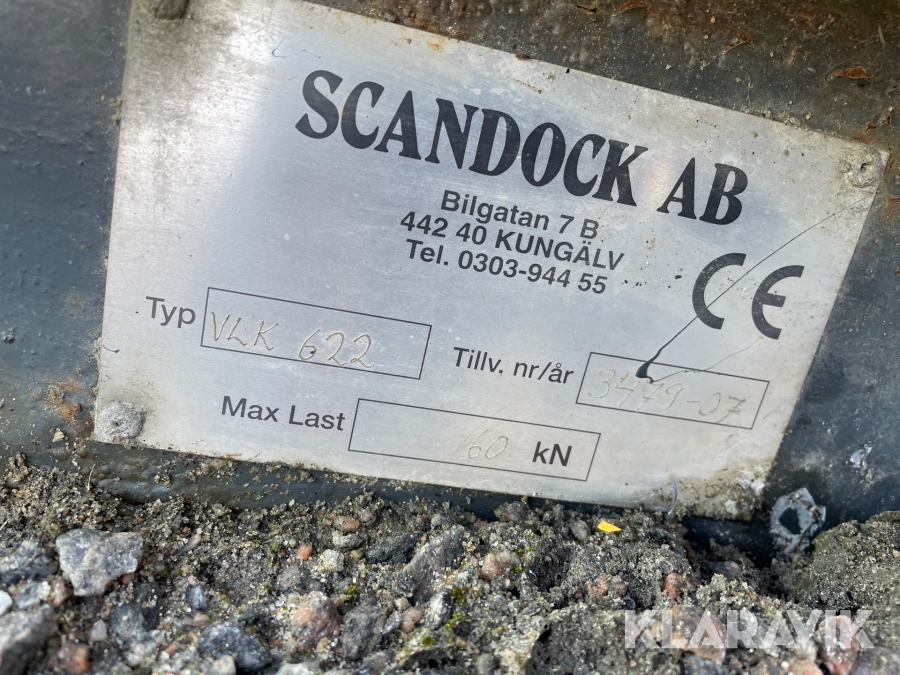 SCANDOCK AB
Bilgatan 7 B
442 40 KUNGÄLV
Tel. 0303-944 55
CE
Typ VLK 622 Tillv. nr/år 3479-07
Max Last 60 kN
KLARAVIK